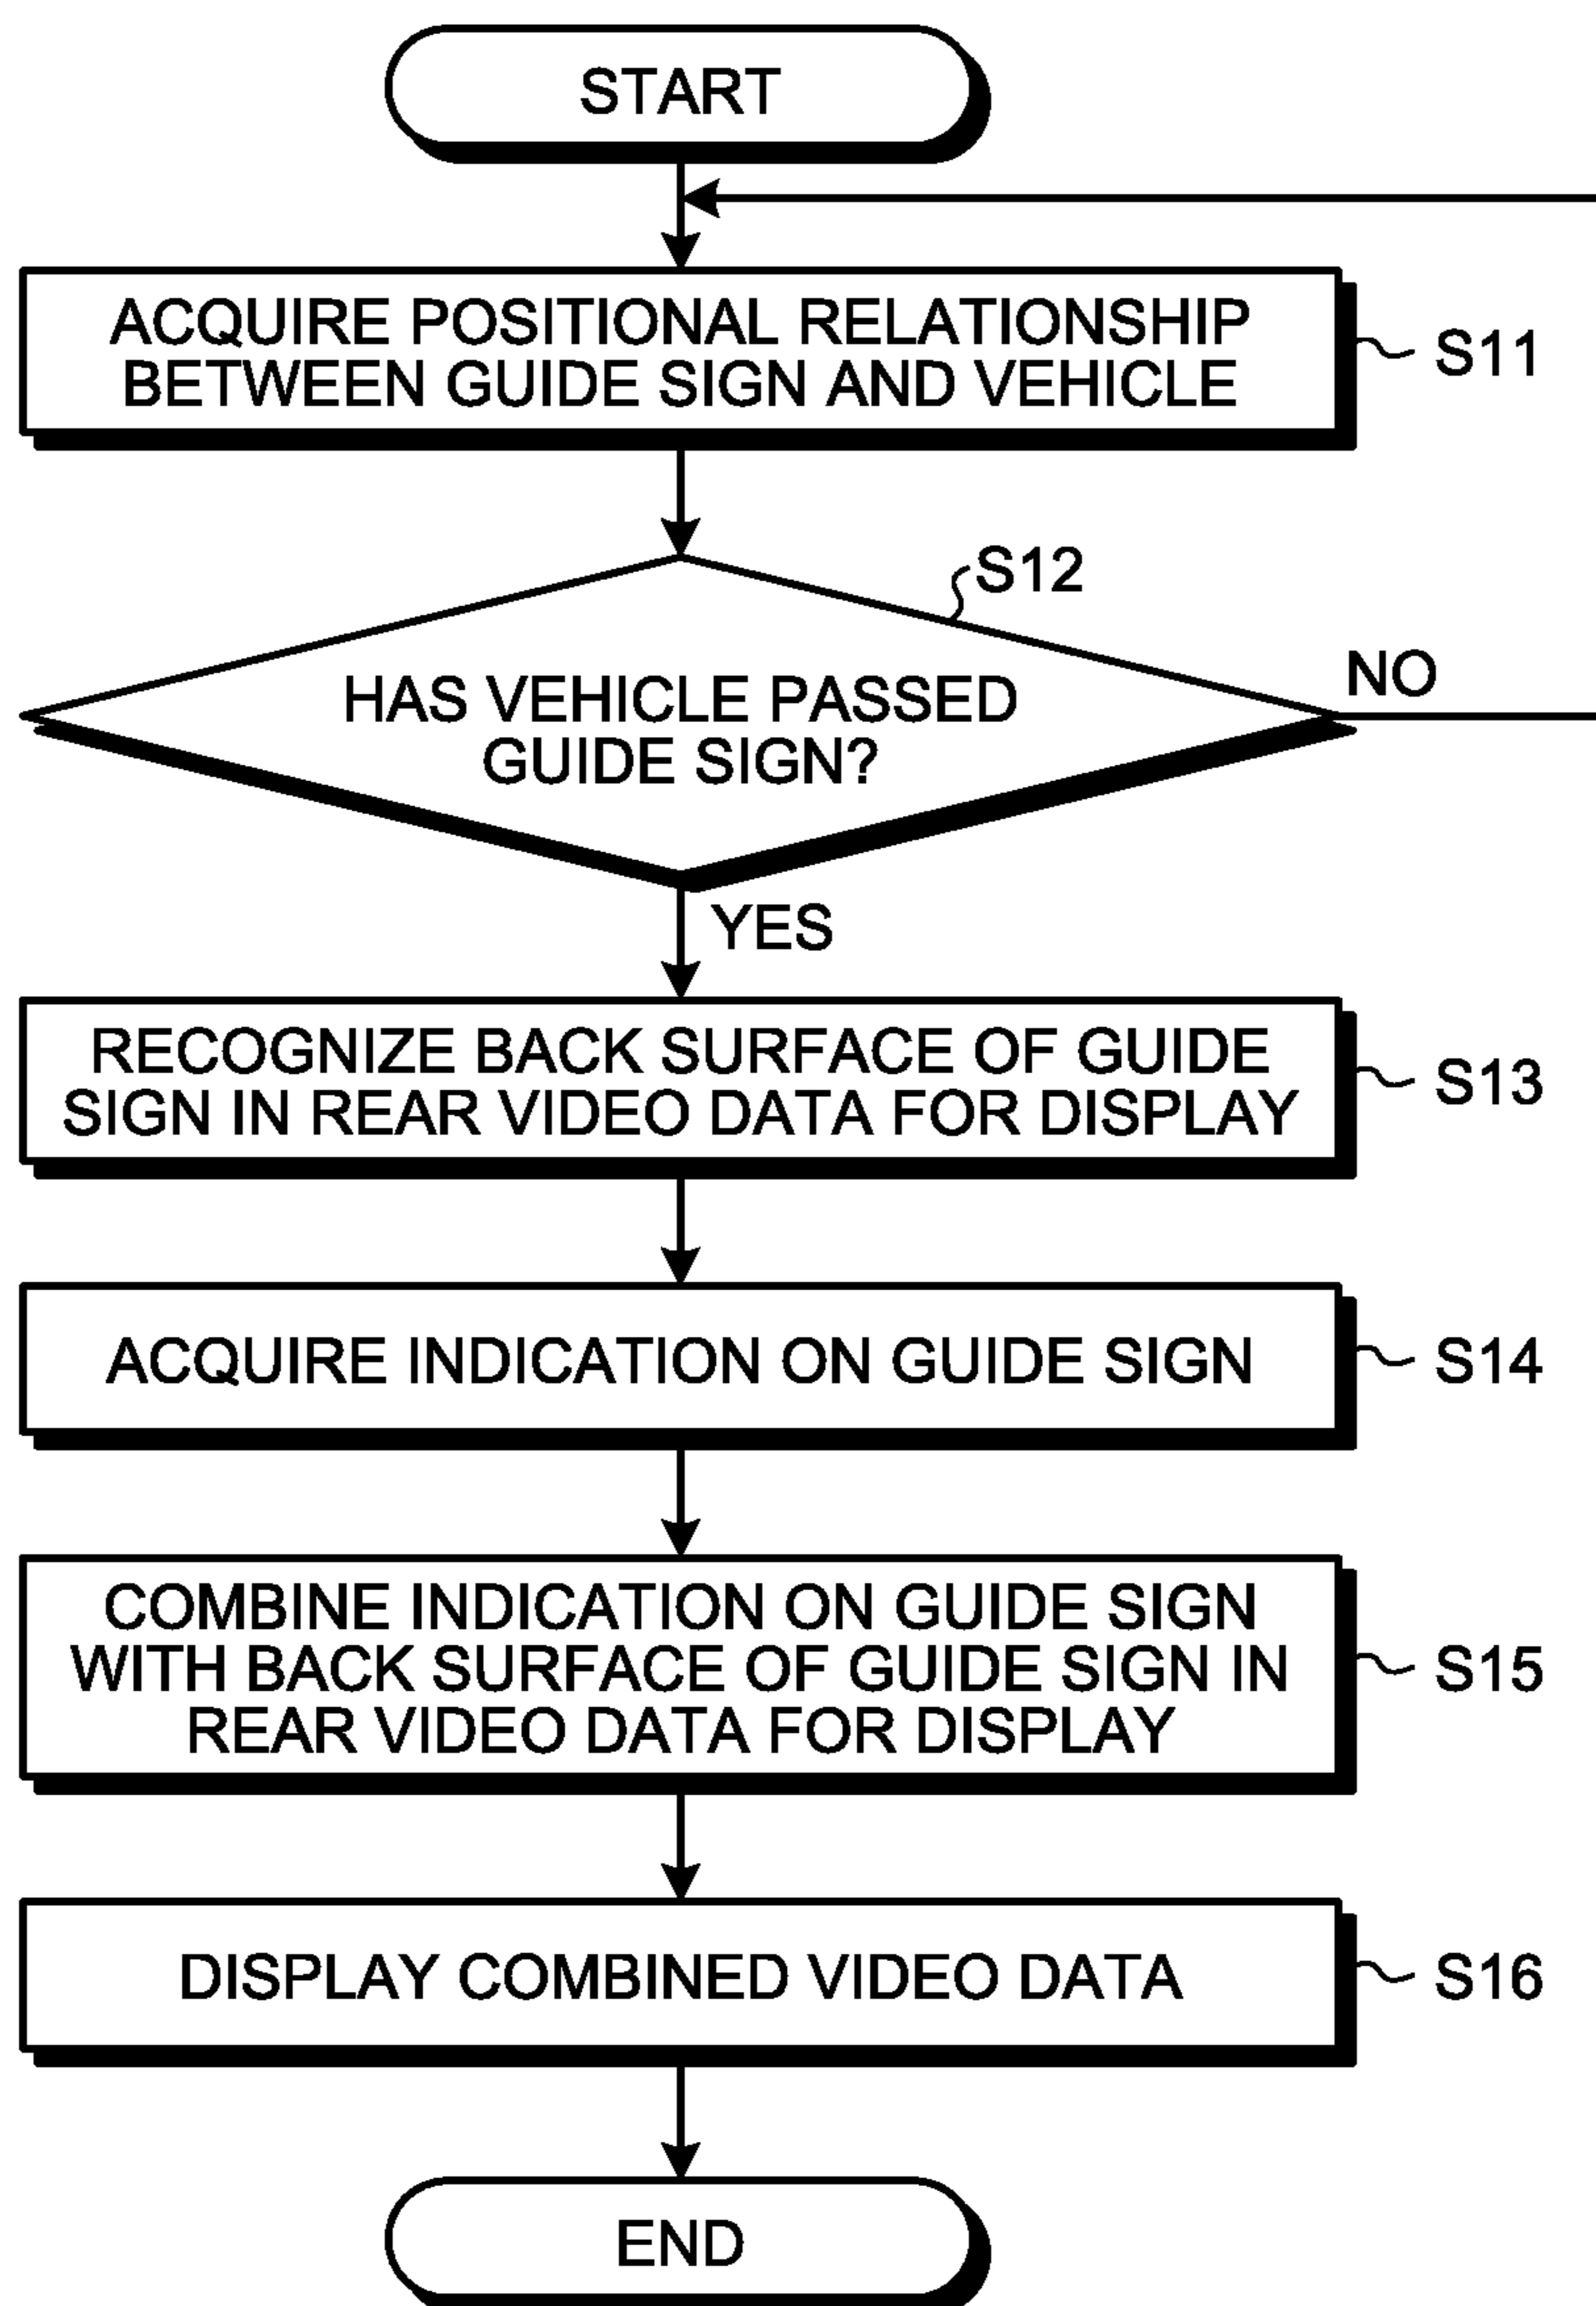 START
ACQUIRE POSITIONAL RELATIONSHIP
BETWEEN GUIDE SIGN AND VEHICLE
S11
S12
HAS VEHICLE PASSED
GUIDE SIGN?
NO
YES
RECOGNIZE BACK SURFACE OF GUIDE
SIGN IN REAR VIDEO DATA FOR DISPLAY
S13
ACQUIRE INDICATION ON GUIDE SIGN
S14
COMBINE INDICATION ON GUIDE SIGN
WITH BACK SURFACE OF GUIDE SIGN IN
REAR VIDEO DATA FOR DISPLAY
S15
DISPLAY COMBINED VIDEO DATA
S16
END